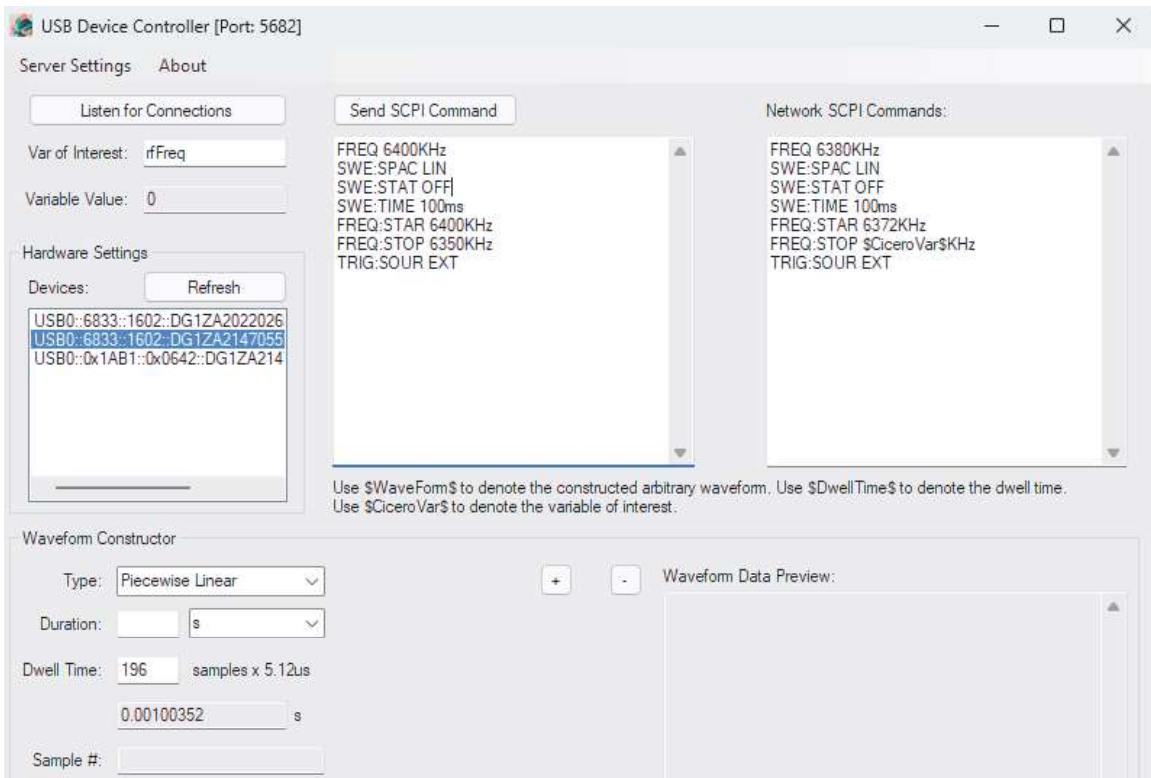 USB Device Controller [Port: 5682]
Server Settings About
Listen for Connections
Var of Interest: rfFreq
Variable Value: 0
Hardware Settings
Devices: Refresh
USB0::6833::1602::DG1ZA2022026
USB0::6833::1602::DG1ZA2147055
USB0::0x1AB1::0x0642::DG1ZA214
Send SCPI Command
FREQ 6400KHz
SWE:SPAC LIN
SWE:STAT OFF
SWE:TIME 100ms
FREQ:STAR 6400KHz
FREQ:STOP 6350KHz
TRIG:SOUR EXT
Network SCPI Commands:
FREQ 6380KHz
SWE:SPAC LIN
SWE:STAT OFF
SWE:TIME 100ms
FREQ:STAR 6372KHz
FREQ:STOP $CiceroVar$KHz
TRIG:SOUR EXT
Use $WaveForm$ to denote the constructed arbitrary waveform. Use $DwellTime$ to denote the dwell time.
Use $CiceroVar$ to denote the variable of interest.
Waveform Constructor
Type: Piecewise Linear
+ -
Duration: s
Dwell Time: 196 samples x 5.12us
0.00100352 s
Sample #:
Waveform Data Preview: